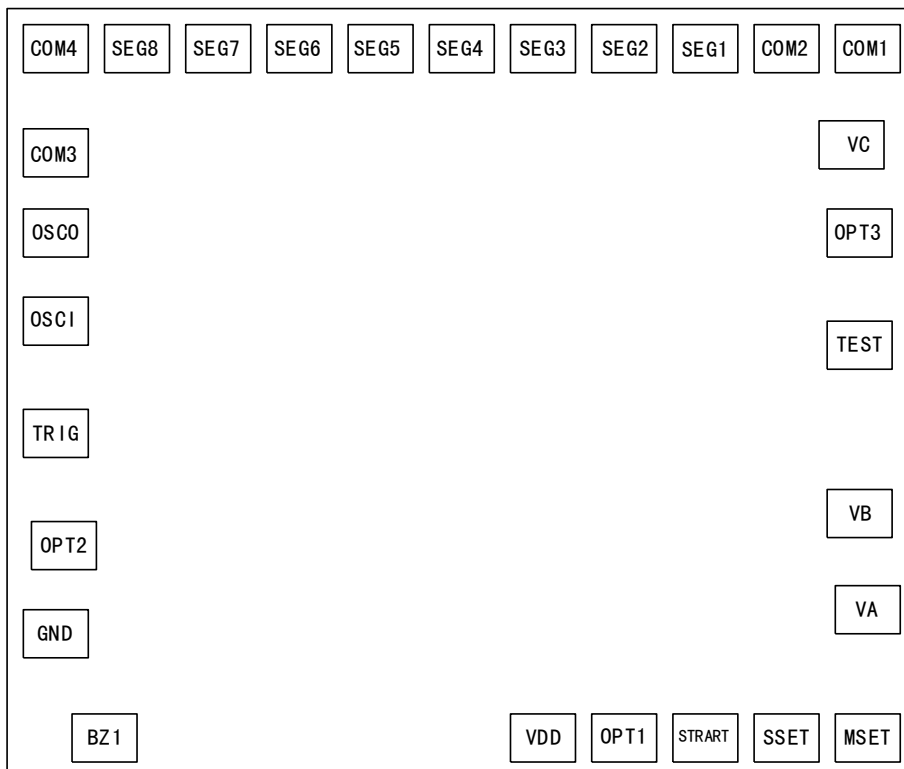 COM4 SEG8 SEG7 SEG6 SEG5 SEG4 SEG3 SEG2 SEG1 COM2 COM1
COM3 VC
OSCO OPT3
OSCI TEST
TRIG
OPT2 VB
GND VA
BZ1 VDD OPT1 STRART SSET MSET